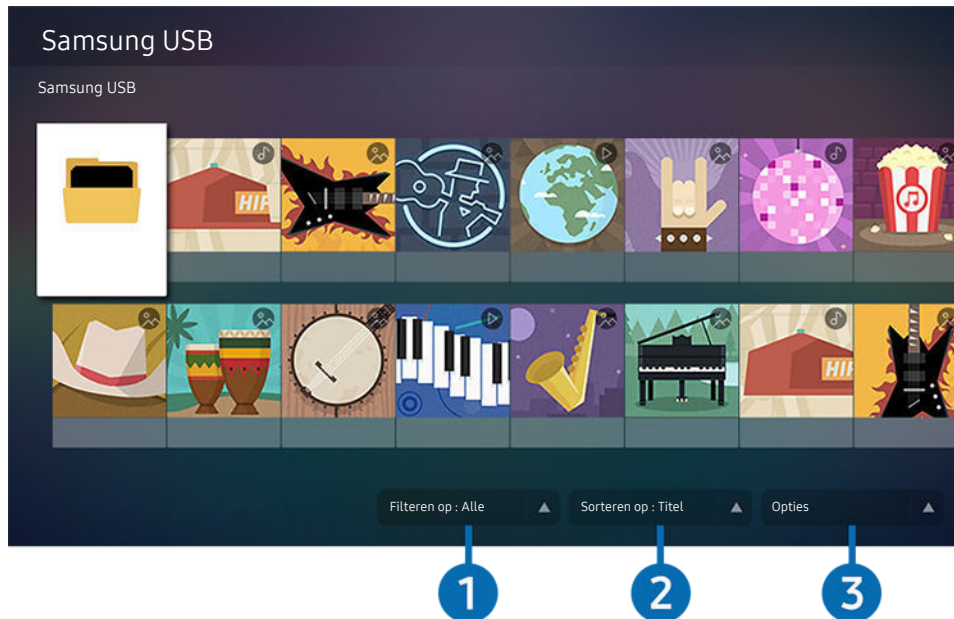 Samsung USB
Samsung USB
HIP
HIP
Filteren op : Alle
Sorteren op : Titel
Opties
1
2
3